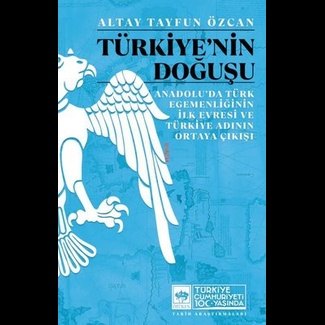 ALTAY TAYFUN ÖZCAN
TÜRKİYE'NİN
DOĞUŞU
ANADOLU'DA TÜRK
EGEMENLİĞİNİN
İLK EVRESİ VE
TÜRKİYE ADININ
ORTAYA ÇIKIŞI
ÖTÜKEN
TÜRKİYE
CUMHURİYETİ
100 YAŞINDA
TARİH ARAŞTIRMALARI